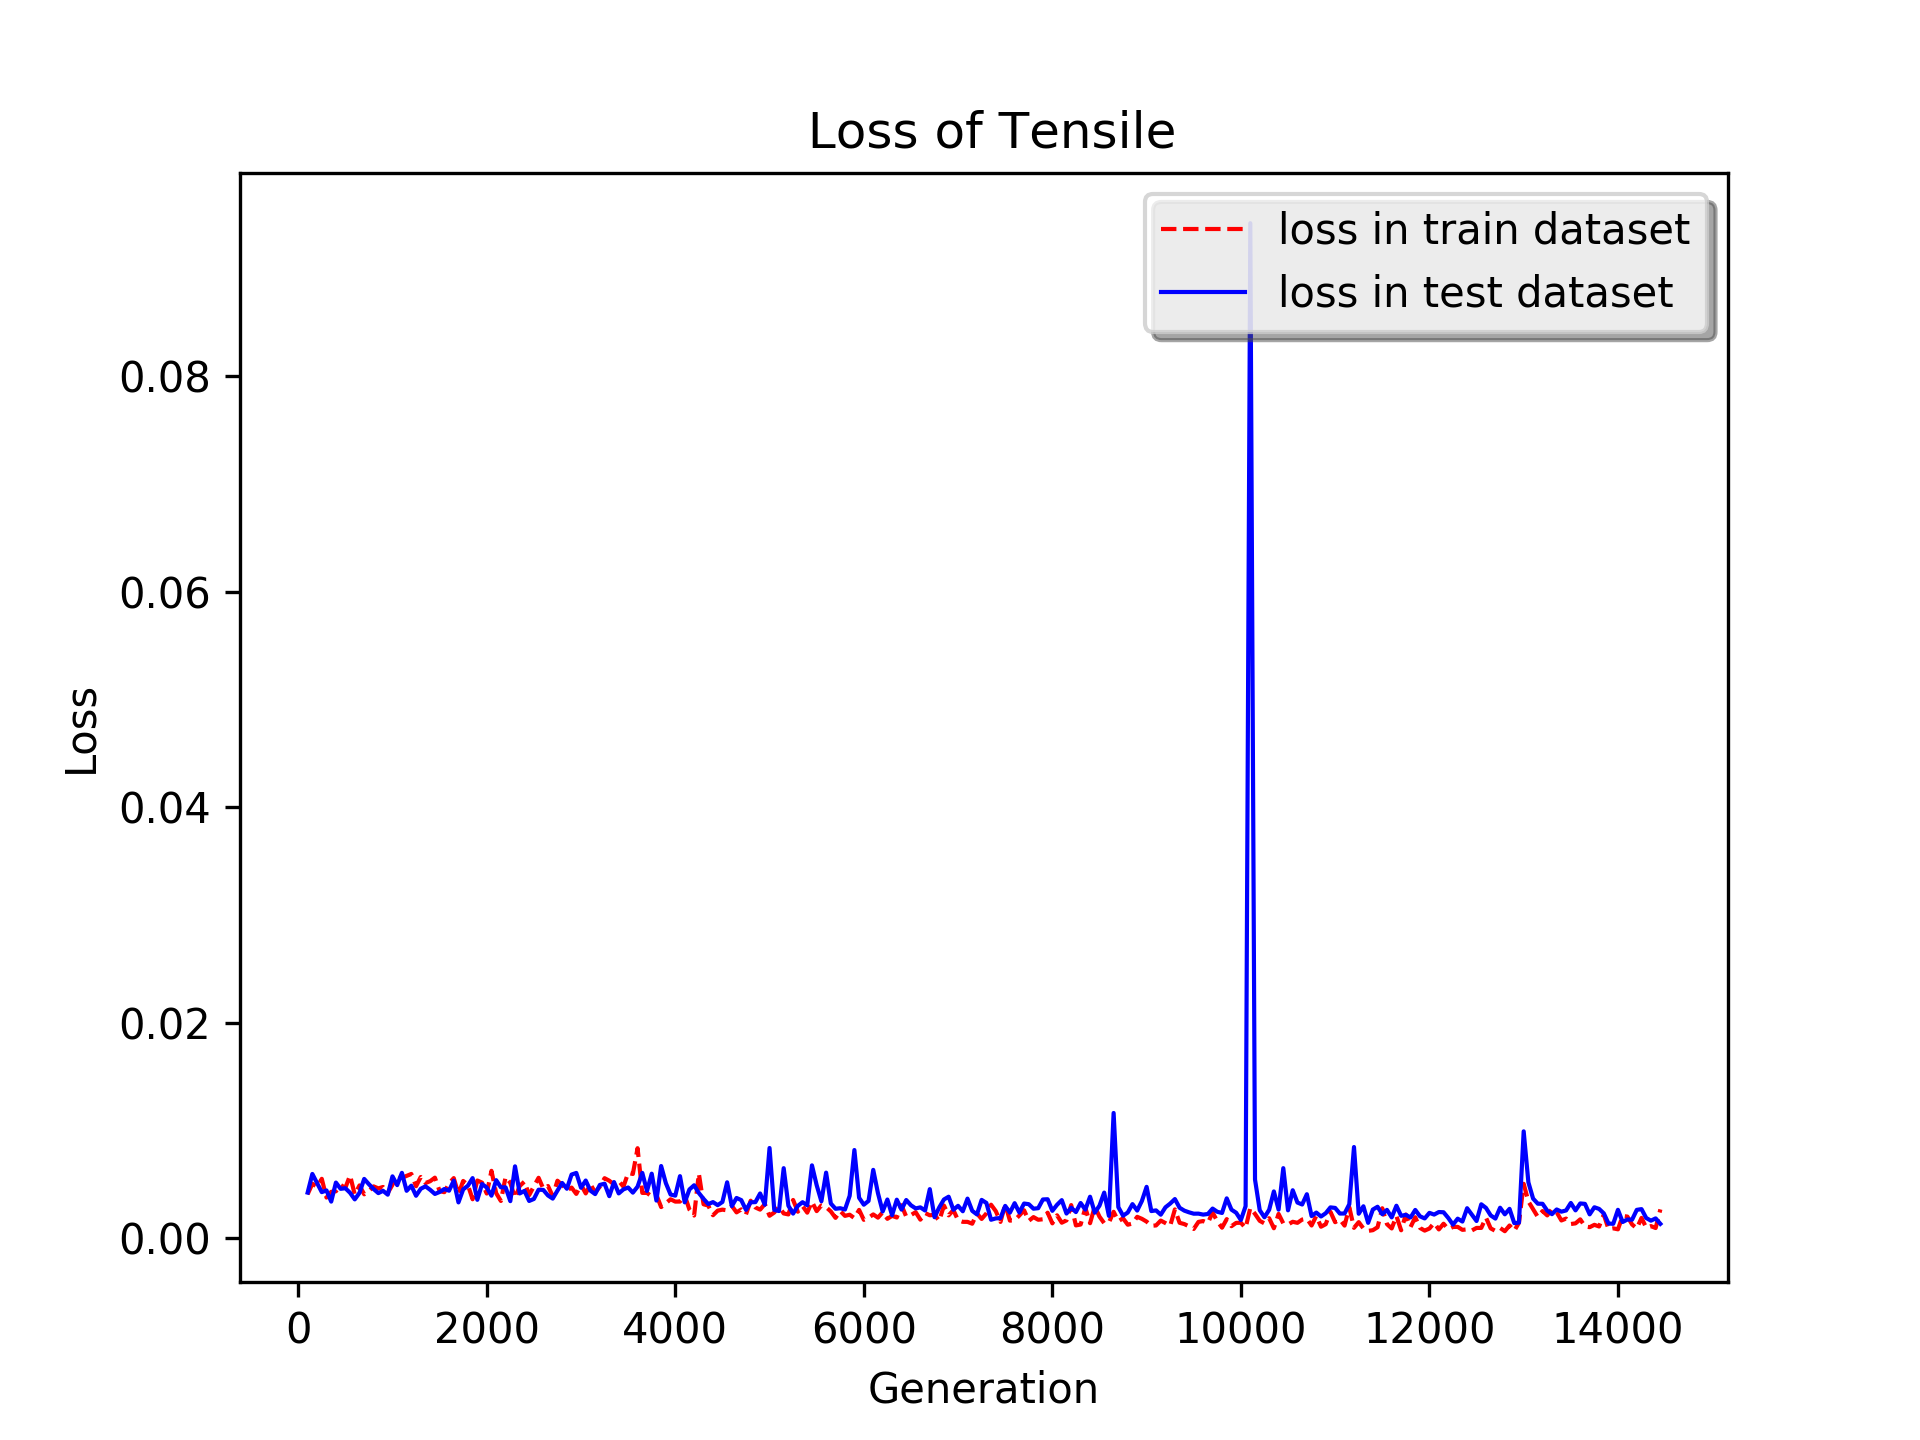 Loss of Tensile
loss in train dataset
loss in test dataset
0.08
0.06
0.04
0.02
0.00
Loss
0 2000 4000 6000 8000 10000 12000 14000
Generation